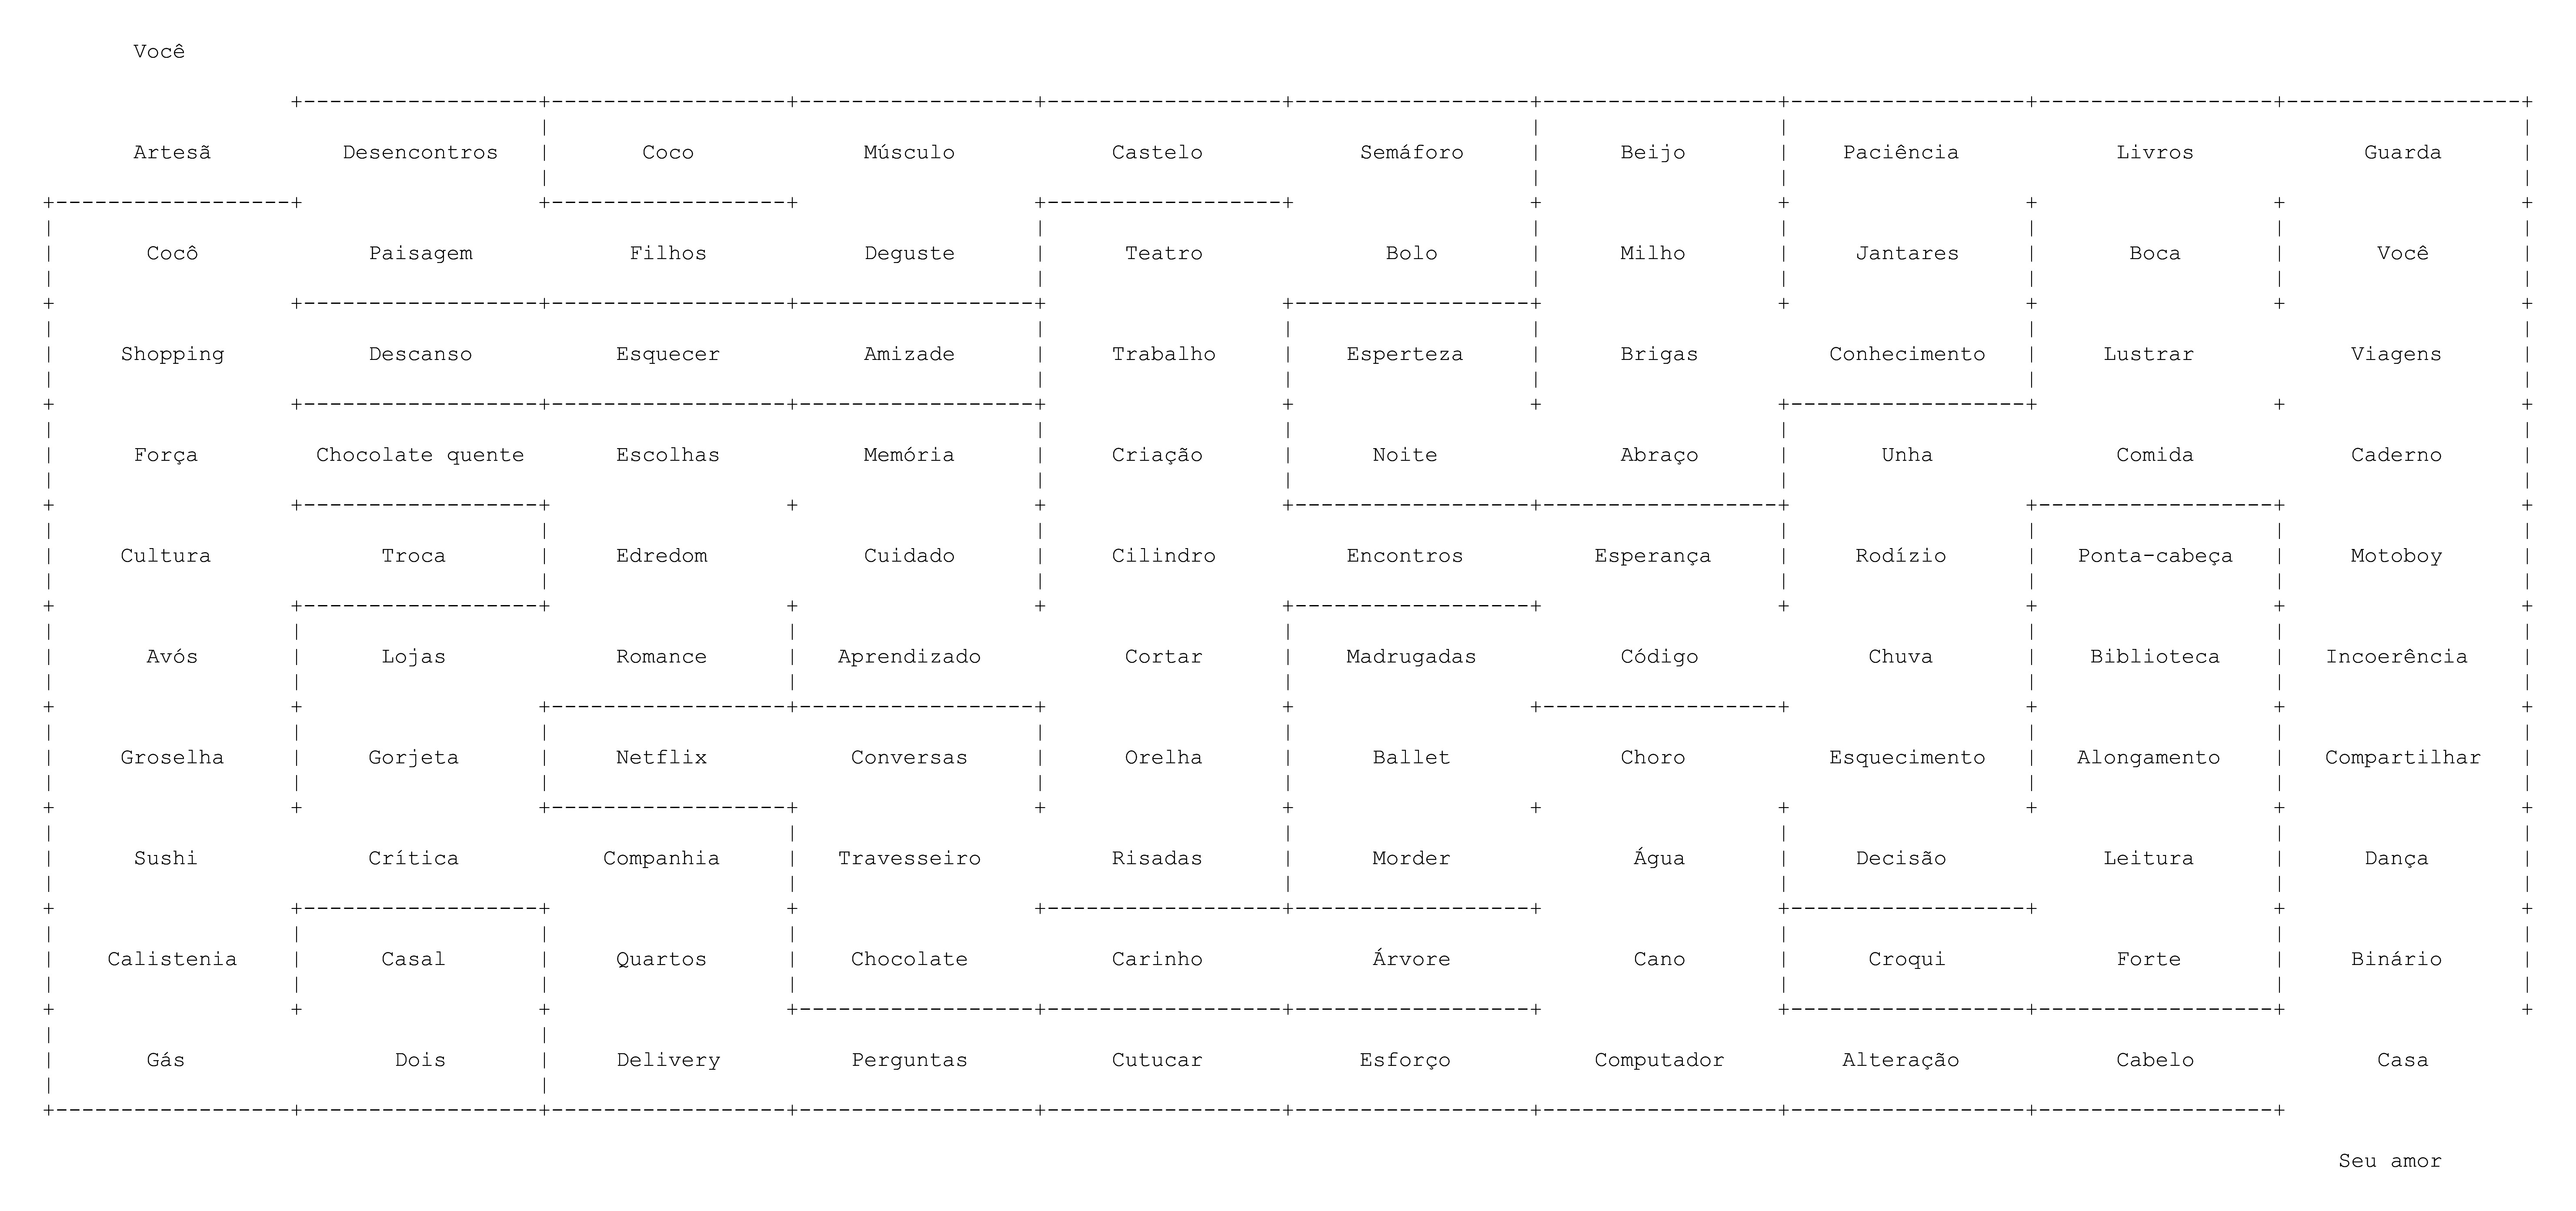 Você
Artesã Desencontros Coco Músculo Castelo Semáforo Beijo Paciência Livros Guarda
Cocô Paisagem Filhos Deguste Teatro Bolo Milho Jantares Boca Você
Shopping Descanso Esquecer Amizade Trabalho Esperteza Brigas Conhecimento Lustrar Viagens
Força Chocolate quente Escolhas Memória Criação Noite Abraço Unha Comida Caderno
Cultura Troca Edredom Cuidado Cilindro Encontros Esperança Rodízio Ponta-cabeça Motoboy
Avós Lojas Romance Aprendizado Cortar Madrugadas Código Chuva Biblioteca Incoerência
Groselha Gorjeta Netflix Conversas Orelha Ballet Choro Esquecimento Alongamento Compartilhar
Sushi Crítica Companhia Travesseiro Risadas Morder Água Decisão Leitura Dança
Calistenia Casal Quartos Chocolate Carinho Árvore Cano Croqui Forte Binário
Gás Dois Delivery Perguntas Cutucar Esforço Computador Alteração Cabelo Casa
Seu amor